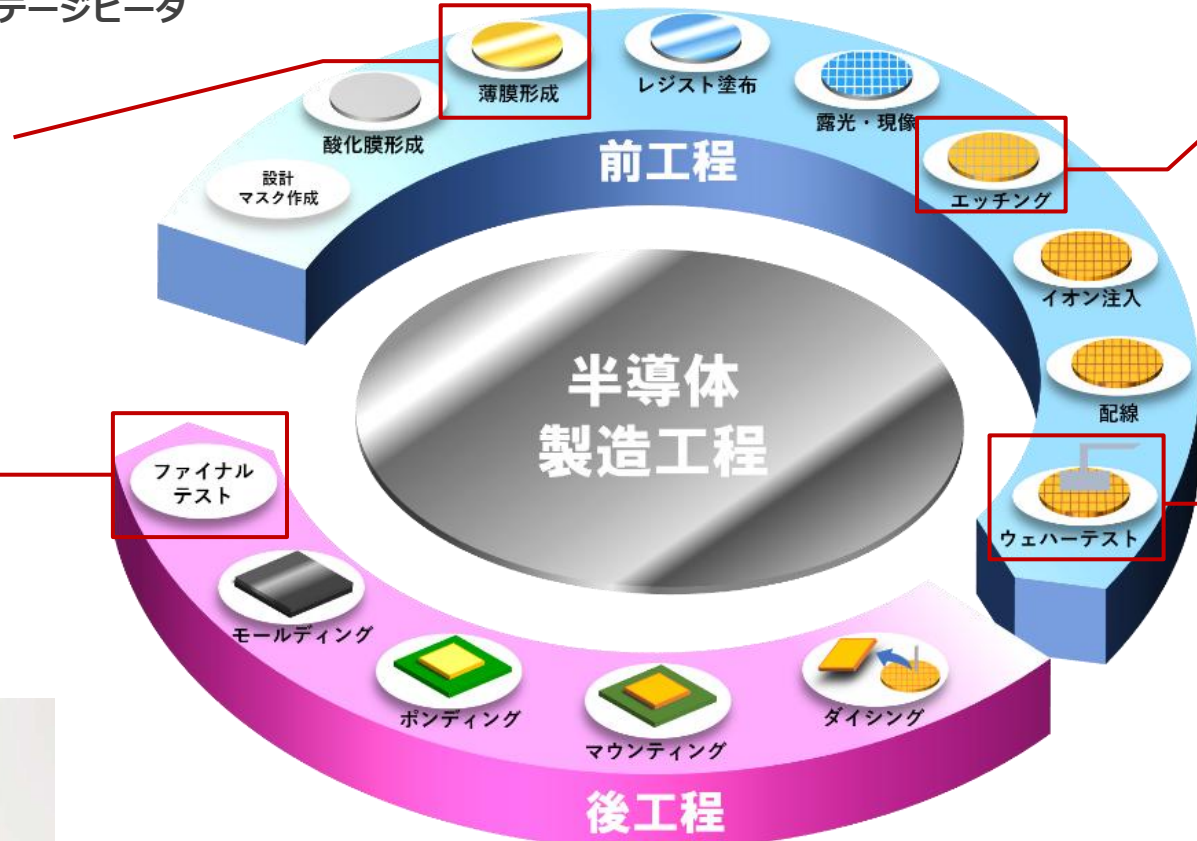 テージヒータ
薄膜形成
レジスト塗布
露光・現像
酸化膜形成
設計
マスク作成
前工程
エッチング
イオン注入
配線
ウェハーテスト
半導体
製造工程
ファイナル
テスト
モールディング
ポンディング
マウンティング
ダイシング
後工程